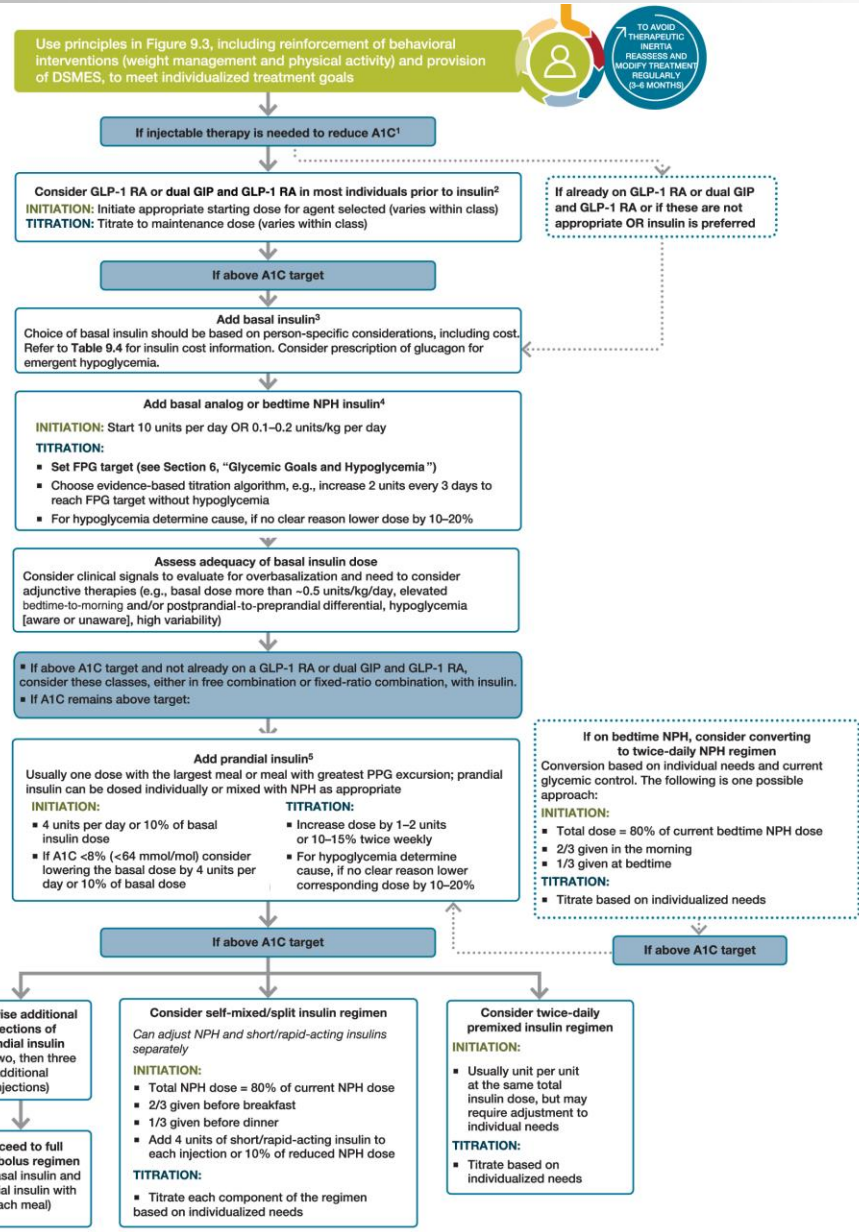 Use principles in Figure 9.3, including reinforcement of behavioral
interventions (weight management and physical activity) and provision
of DSMES, to meet individualized treatment goals
TO AVOID
THERAPEUTIC
INERTIA
REASSESS AND
MODIFY TREATMENT
REGULARLY
(3-6 MONTHS)
If injectable therapy is needed to reduce A1C¹
Consider GLP-1 RA or dual GIP and GLP-1 RA in most individuals prior to insulin²
INITIATION: Initiate appropriate starting dose for agent selected (varies within class)
TITRATION: Titrate to maintenance dose (varies within class)
If already on GLP-1 RA or dual GIP
and GLP-1 RA or if these are not
appropriate OR insulin is preferred
If above A1C target
Add basal insulin³
Choice of basal insulin should be based on person-specific considerations, including cost.
Refer to Table 9.4 for insulin cost information. Consider prescription of glucagon for
emergent hypoglycemia.
Add basal analog or bedtime NPH insulin⁴
INITIATION: Start 10 units per day OR 0.1–0.2 units/kg per day
TITRATION:
▪ Set FPG target (see Section 6, “Glycemic Goals and Hypoglycemia”)
▪ Choose evidence-based titration algorithm, e.g., increase 2 units every 3 days to
reach FPG target without hypoglycemia
▪ For hypoglycemia determine cause, if no clear reason lower dose by 10–20%
Assess adequacy of basal insulin dose
Consider clinical signals to evaluate for overbasalization and need to consider
adjunctive therapies (e.g., basal dose more than ~0.5 units/kg/day, elevated
bedtime-to-morning and/or postprandial-to-preprandial differential, hypoglycemia
[aware or unaware], high variability)
▪ If above A1C target and not already on a GLP-1 RA or dual GIP and GLP-1 RA,
consider these classes, either in free combination or fixed-ratio combination, with insulin.
▪ If A1C remains above target:
Add prandial insulin⁵
Usually one dose with the largest meal or meal with greatest PPG excursion; prandial
insulin can be dosed individually or mixed with NPH as appropriate
INITIATION:
▪ 4 units per day or 10% of basal
insulin dose
▪ If A1C <8% (<64 mmol/mol) consider
lowering the basal dose by 4 units per
day or 10% of basal dose
TITRATION:
▪ Increase dose by 1–2 units
or 10–15% twice weekly
▪ For hypoglycemia determine
cause, if no clear reason lower
corresponding dose by 10–20%
If on bedtime NPH, consider converting
to twice-daily NPH regimen
Conversion based on individual needs and current
glycemic control. The following is one possible
approach:
INITIATION:
▪ Total dose = 80% of current bedtime NPH dose
▪ 2/3 given in the morning
▪ 1/3 given at bedtime
TITRATION:
▪ Titrate based on individualized needs
If above A1C target
If above A1C target
ise additional
ections of
ndial insulin
wo, then three
dditional
njections)
ceed to full
bolus regimen
asal insulin and
ial insulin with
ach meal)
Consider self-mixed/split insulin regimen
Can adjust NPH and short/rapid-acting insulins
separately
INITIATION:
▪ Total NPH dose = 80% of current NPH dose
▪ 2/3 given before breakfast
▪ 1/3 given before dinner
▪ Add 4 units of short/rapid-acting insulin to
each injection or 10% of reduced NPH dose
TITRATION:
▪ Titrate each component of the regimen
based on individualized needs
Consider twice-daily
premixed insulin regimen
INITIATION:
▪ Usually unit per unit
at the same total
insulin dose, but may
require adjustment to
individual needs
TITRATION:
▪ Titrate based on
individualized needs